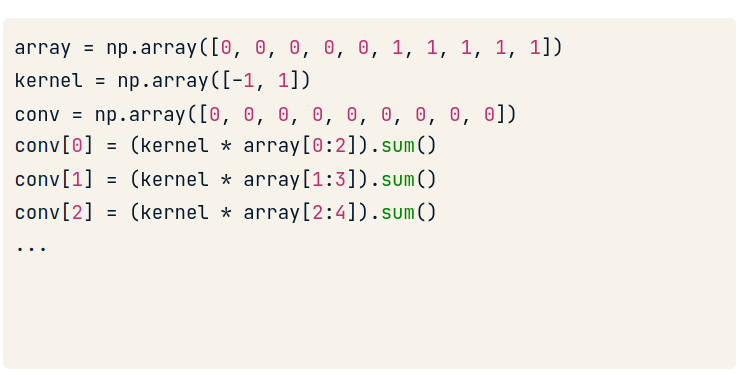 array = np.array([0, 0, 0, 0, 0, 1, 1, 1, 1, 1])
kernel = np.array([-1, 1])
conv = np.array([0, 0, 0, 0, 0, 0, 0, 0, 0])
conv[0] = (kernel * array[0:2]).sum()
conv[1] = (kernel * array[1:3]).sum()
conv[2] = (kernel * array[2:4]).sum()
...